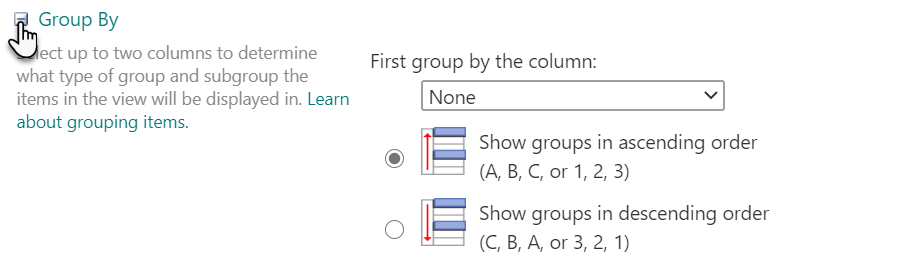 Group By
lect up to two columns to determine
what type of group and subgroup the
items in the view will be displayed in. Learn
about grouping items.
First group by the column:
None
Show groups in ascending order
(A, B, C, or 1, 2, 3)
Show groups in descending order
(C, B, A, or 3, 2, 1)